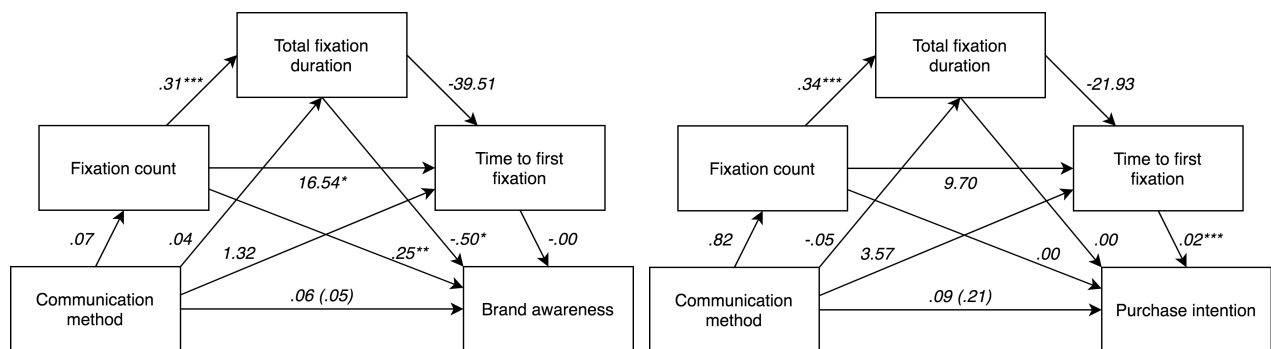 Total fixation
duration
.31***
-39.51
Fixation count
Time to first
fixation
16.54*
.07
.04
1.32
.25**
-.50*
-.00
Communication
method
.06 (.05)
Brand awareness
Total fixation
duration
.34***
-21.93
Fixation count
Time to first
fixation
9.70
.82
-.05
3.57
.00
.00
.02***
Communication
method
.09 (.21)
Purchase intention